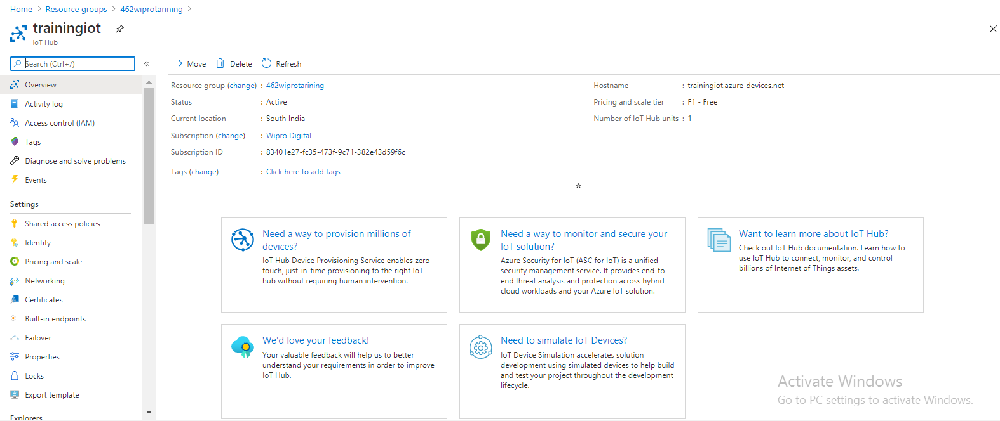 Home > Resource groups > 462wiprotarining >
trainingiot
IoT Hub
Search (Ctrl+/)
«
Overview
Activity log
Access control (IAM)
Tags
Diagnose and solve problems
Events
Settings
Shared access policies
Identity
Pricing and scale
Networking
Certificates
Built-in endpoints
Failover
Properties
Locks
Export template
Explorers
Move Delete Refresh
Resource group (change) : 462wiprotarining
Status : Active
Current location : South India
Subscription (change) : Wipro Digital
Subscription ID : 83401e27-fc35-473f-9c71-382e43d59f6c
Tags (change) : Click here to add tags
Hostname : trainingiot.azure-devices.net
Pricing and scale tier : F1 - Free
Number of IoT Hub units : 1
Need a way to provision millions of
devices?
IoT Hub Device Provisioning Service enables zero-
touch, just-in-time provisioning to the right IoT
hub without requiring human intervention.
Need a way to monitor and secure your
IoT solution?
Azure Security for IoT (ASC for IoT) is a unified
security management service. It provides end-to-
end threat analysis and protection across hybrid
cloud workloads and your Azure IoT solution.
Want to learn more about IoT Hub?
Check out IoT Hub documentation. Learn how to
use IoT Hub to connect, monitor, and control
billions of Internet of Things assets.
We'd love your feedback!
Your valuable feedback will help us to better
understand your requirements in order to improve
IoT Hub.
Need to simulate IoT Devices?
IoT Device Simulation accelerates solution
development using simulated devices to help build
and test your project throughout the development
lifecycle.
Activate Windows
Go to PC settings to activate Windows.